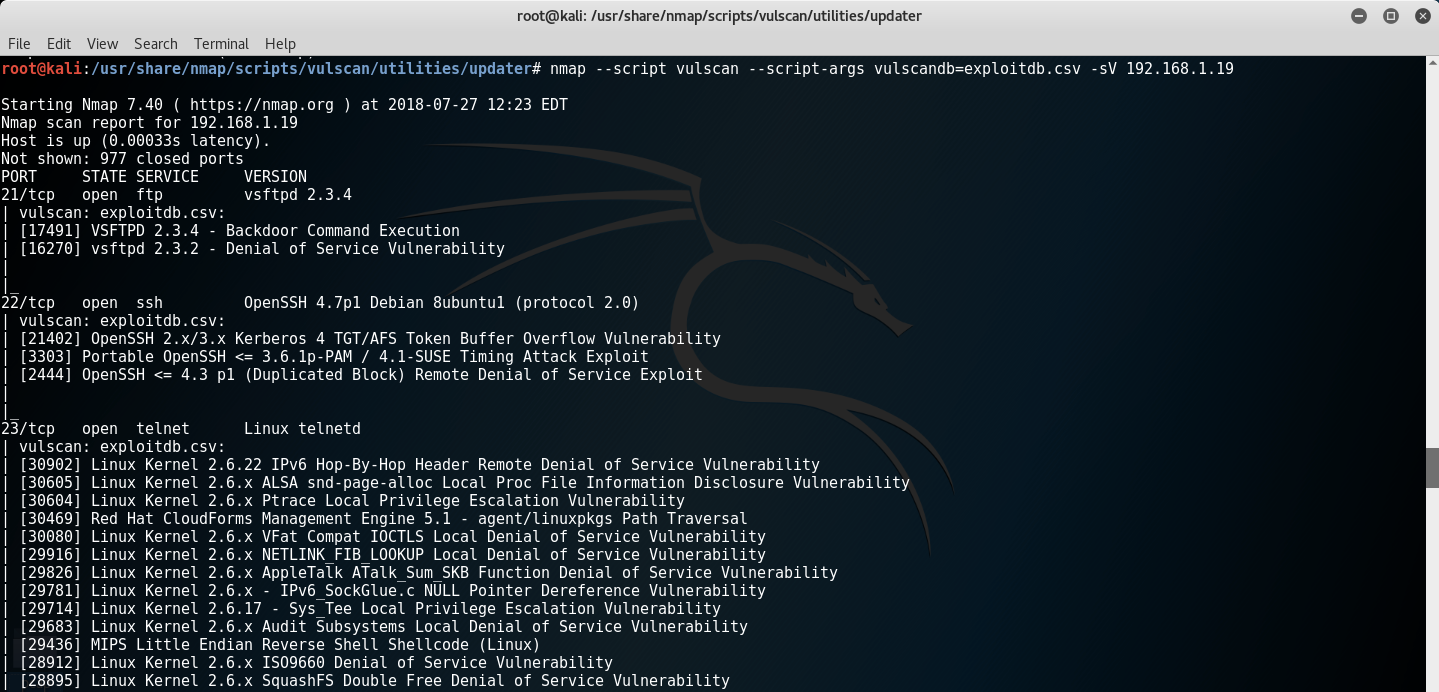 root@kali: /usr/share/nmap/scripts/vulscan/utilities/updater
File Edit View Search Terminal Help
root@kali:/usr/share/nmap/scripts/vulscan/utilities/updater# nmap --script vulscan --script-args vulscandb=exploitdb.csv -sV 192.168.1.19
Starting Nmap 7.40 ( https://nmap.org ) at 2018-07-27 12:23 EDT
Nmap scan report for 192.168.1.19
Host is up (0.00033s latency).
Not shown: 977 closed ports
PORT     STATE SERVICE     VERSION
21/tcp   open  ftp         vsftpd 2.3.4
| vulscan: exploitdb.csv:
| [17491] VSFTPD 2.3.4 - Backdoor Command Execution
| [16270] vsftpd 2.3.2 - Denial of Service Vulnerability
|
|_
22/tcp   open  ssh         OpenSSH 4.7p1 Debian 8ubuntu1 (protocol 2.0)
| vulscan: exploitdb.csv:
| [21402] OpenSSH 2.x/3.x Kerberos 4 TGT/AFS Token Buffer Overflow Vulnerability
| [3303] Portable OpenSSH <= 3.6.1p-PAM / 4.1-SUSE Timing Attack Exploit
| [2444] OpenSSH <= 4.3 p1 (Duplicated Block) Remote Denial of Service Exploit
|
|_
23/tcp   open  telnet      Linux telnetd
| vulscan: exploitdb.csv:
| [30902] Linux Kernel 2.6.22 IPv6 Hop-By-Hop Header Remote Denial of Service Vulnerability
| [30605] Linux Kernel 2.6.x ALSA snd-page-alloc Local Proc File Information Disclosure Vulnerability
| [30604] Linux Kernel 2.6.x Ptrace Local Privilege Escalation Vulnerability
| [30469] Red Hat CloudForms Management Engine 5.1 - agent/linuxpkgs Path Traversal
| [30080] Linux Kernel 2.6.x VFat Compat IOCTLS Local Denial of Service Vulnerability
| [29916] Linux Kernel 2.6.x NETLINK_FIB_LOOKUP Local Denial of Service Vulnerability
| [29826] Linux Kernel 2.6.x AppleTalk ATalk_Sum_SKB Function Denial of Service Vulnerability
| [29781] Linux Kernel 2.6.x - IPv6_SockGlue.c NULL Pointer Dereference Vulnerability
| [29714] Linux Kernel 2.6.17 - Sys_Tee Local Privilege Escalation Vulnerability
| [29683] Linux Kernel 2.6.x Audit Subsystems Local Denial of Service Vulnerability
| [29436] MIPS Little Endian Reverse Shell Shellcode (Linux)
| [28912] Linux Kernel 2.6.x ISO9660 Denial of Service Vulnerability
| [28895] Linux Kernel 2.6.x SquashFS Double Free Denial of Service Vulnerability